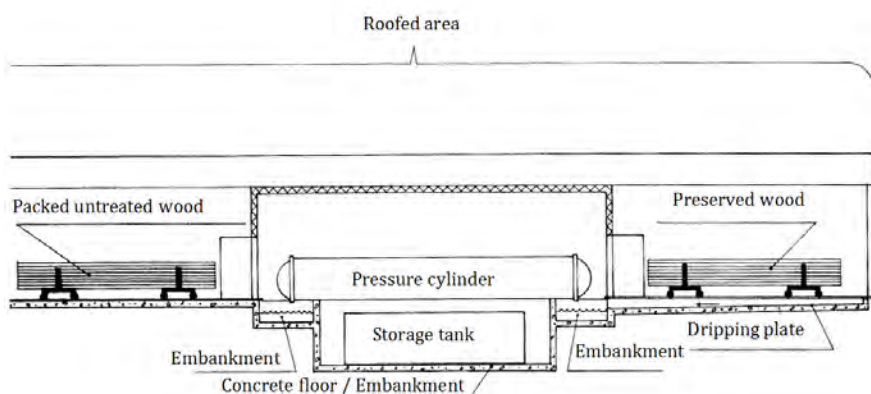 Roofed area
Packed untreated wood
Preserved wood
Pressure cylinder
Storage tank
Dripping plate
Embankment
Embankment
Concrete floor / Embankment